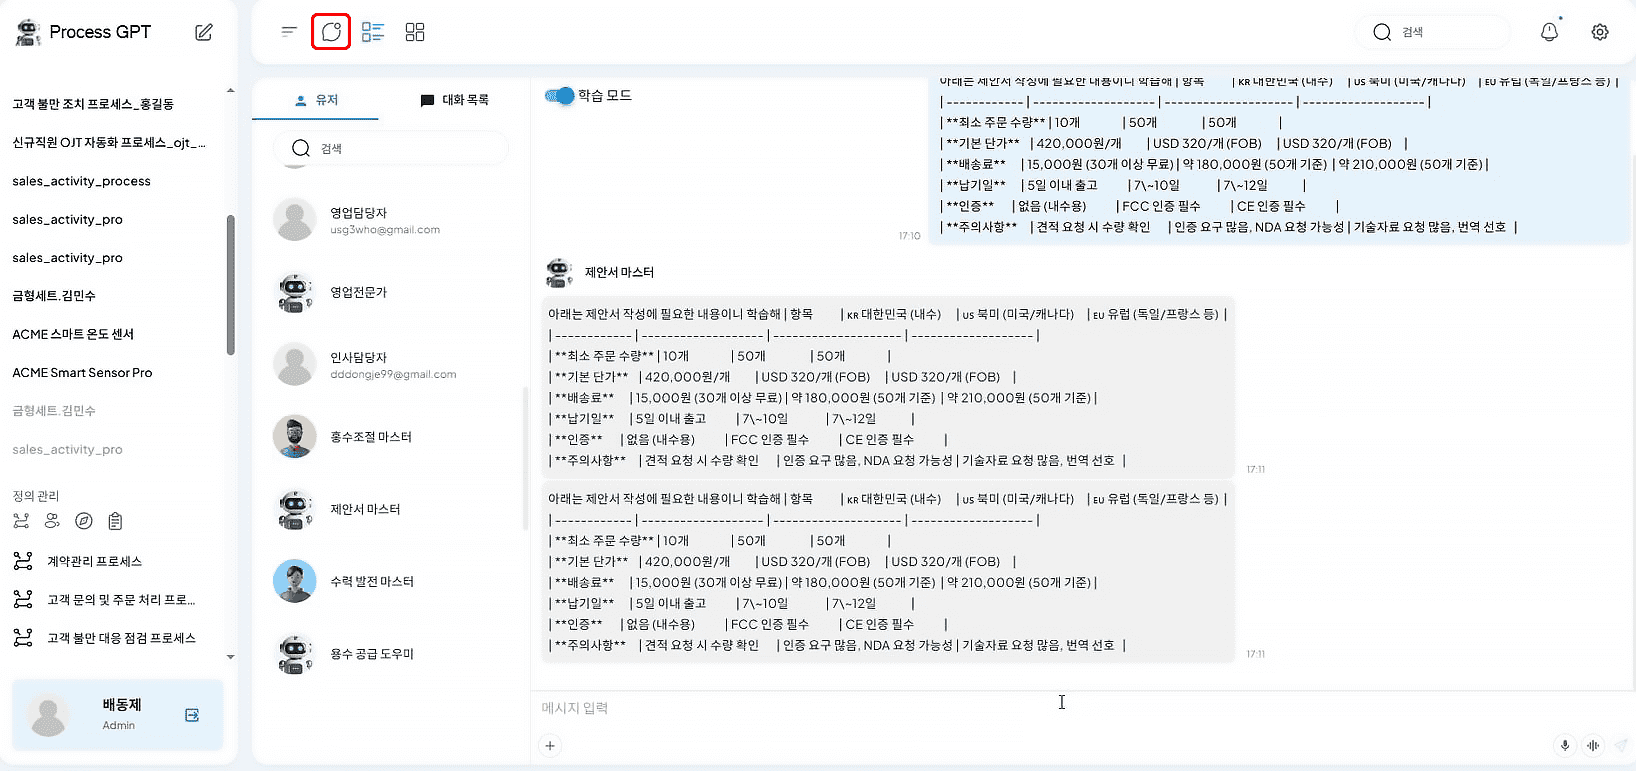 Process GPT
검색
고객 불만 조치 프로세스_홍길동
신규직원 OJT 자동화 프로세스_ojt_...
sales_activity_process
sales_activity_pro
sales_activity_pro
금형세트.김민수
ACME 스마트 온도 센서
ACME Smart Sensor Pro
금형세트.김민수
sales_activity_pro
정의 관리
계약관리 프로세스
고객 문의 및 주문 처리 프로...
고객 불만 대응 점검 프로세스
배동제
Admin
유저
대화 목록
검색
영업담당자
usg3who@gmail.com
영업전문가
인사담당자
dddongje99@gmail.com
홍수조절 마스터
제안서 마스터
수력 발전 마스터
용수 공급 도우미
학습 모드
아래는 제안서 작성에 필요한 내용이니 학습해 | 항목 | KR 대한민국 (내수) | US 북미 (미국/캐나다) | EU 유럽 (독일/프랑스 등) |
|------------|-------------------|--------------------|-------------------|
| **최소 주문 수량** | 10개 | 50개 | 50개 |
| **기본 단가** | 420,000원/개 | USD 320/개 (FOB) | USD 320/개 (FOB) |
| **배송료** | 15,000원 (30개 이상 무료) | 약 180,000원 (50개 기준) | 약 210,000원 (50개 기준) |
| **납기일** | 5일 이내 출고 | 7\~10일 | 7\~12일 |
| **인증** | 없음 (내수용) | FCC 인증 필수 | CE 인증 필수 |
| **주의사항** | 견적 요청 시 수량 확인 | 인증 요구 많음, NDA 요청 가능성 | 기술자료 요청 많음, 번역 선호 |
17:10
제안서 마스터
아래는 제안서 작성에 필요한 내용이니 학습해 | 항목 | KR 대한민국 (내수) | US 북미 (미국/캐나다) | EU 유럽 (독일/프랑스 등) |
|------------|-------------------|--------------------|-------------------|
| **최소 주문 수량** | 10개 | 50개 | 50개 |
| **기본 단가** | 420,000원/개 | USD 320/개 (FOB) | USD 320/개 (FOB) |
| **배송료** | 15,000원 (30개 이상 무료) | 약 180,000원 (50개 기준) | 약 210,000원 (50개 기준) |
| **납기일** | 5일 이내 출고 | 7\~10일 | 7\~12일 |
| **인증** | 없음 (내수용) | FCC 인증 필수 | CE 인증 필수 |
| **주의사항** | 견적 요청 시 수량 확인 | 인증 요구 많음, NDA 요청 가능성 | 기술자료 요청 많음, 번역 선호 |
17:11
아래는 제안서 작성에 필요한 내용이니 학습해 | 항목 | KR 대한민국 (내수) | US 북미 (미국/캐나다) | EU 유럽 (독일/프랑스 등) |
|------------|-------------------|--------------------|-------------------|
| **최소 주문 수량** | 10개 | 50개 | 50개 |
| **기본 단가** | 420,000원/개 | USD 320/개 (FOB) | USD 320/개 (FOB) |
| **배송료** | 15,000원 (30개 이상 무료) | 약 180,000원 (50개 기준) | 약 210,000원 (50개 기준) |
| **납기일** | 5일 이내 출고 | 7\~10일 | 7\~12일 |
| **인증** | 없음 (내수용) | FCC 인증 필수 | CE 인증 필수 |
| **주의사항** | 견적 요청 시 수량 확인 | 인증 요구 많음, NDA 요청 가능성 | 기술자료 요청 많음, 번역 선호 |
17:11
메시지 입력